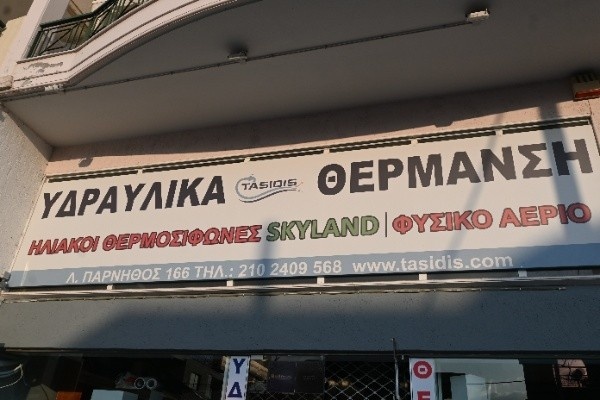 ΥΔΡΑΥΛΙΚΑ TASIDIS ΘΕΡΜΑΝΣΗ
ΗΛΙΑΚΟΙ ΘΕΡΜΟΣΙΦΩΝΕΣ SKYLAND | ΦΥΣΙΚΟ ΑΕΡΙΟ
Λ. ΠΑΡΝΗΘΟΣ 166 ΤΗΛ.: 210 2409 568 www.tasidis.com
Υ
Δ
Θ
Ε